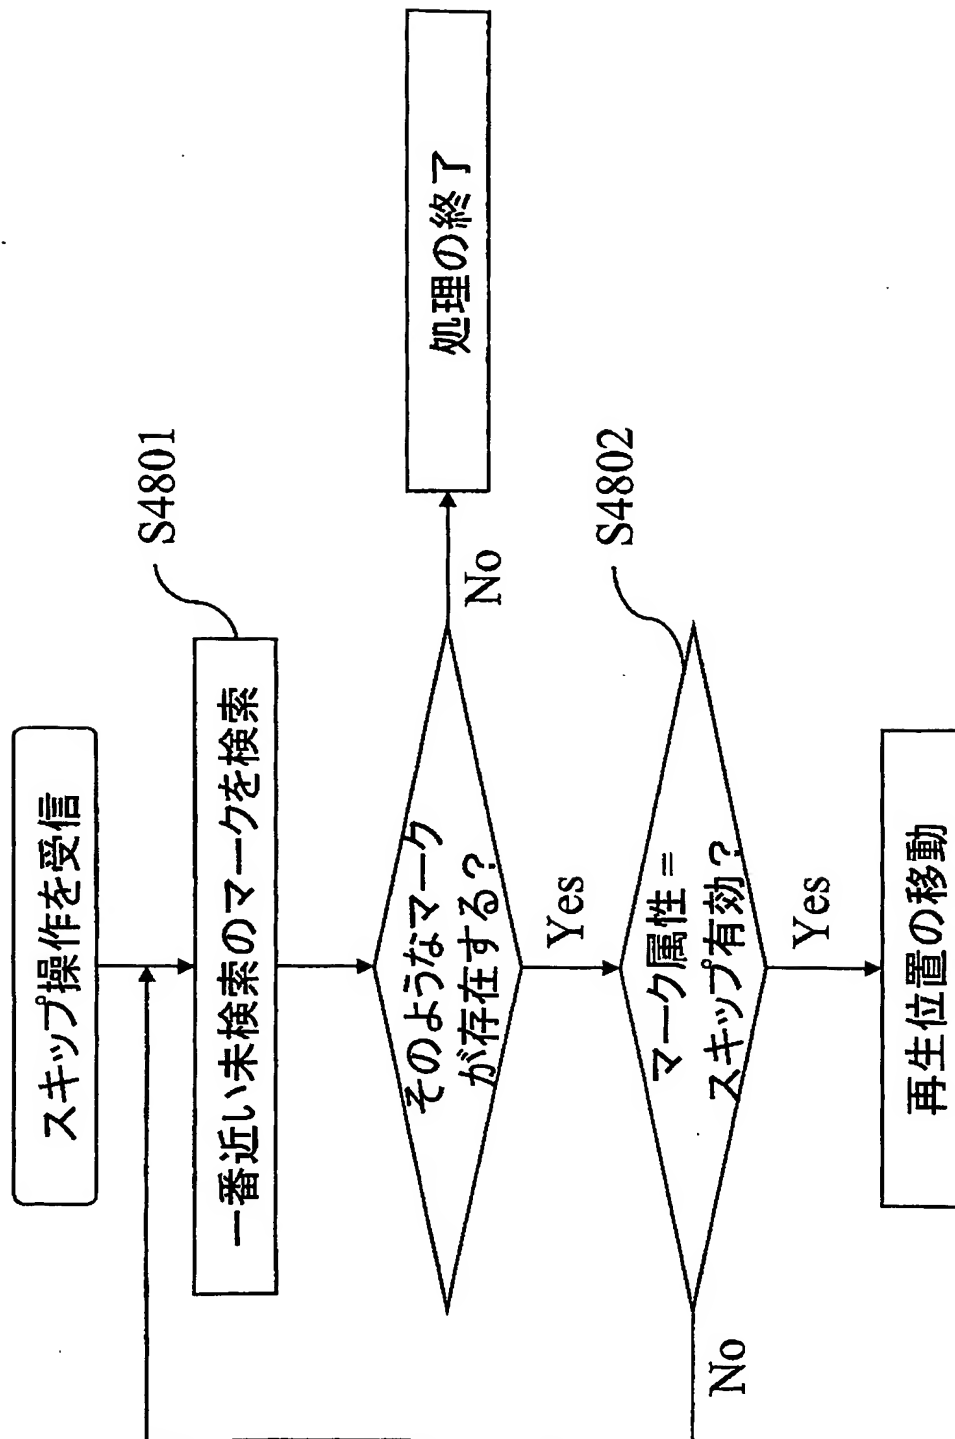 スキップ操作を受信
S4801
一番近い未検索のマークを検索
そのようなマーク
が存在する？
No
処理の終了
Yes
S4802
マーク属性＝
スキップ有効？
No
Yes
再生位置の移動